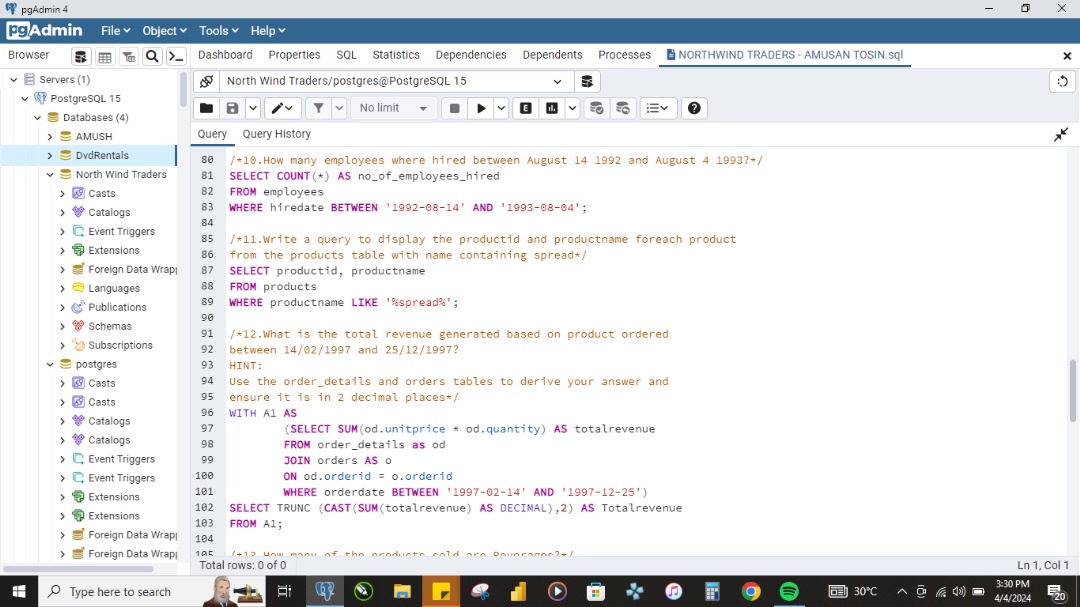 pgAdmin 4
pgAdmin File Object Tools Help
Browser Dashboard Properties SQL Statistics Dependencies Dependents Processes NORTHWIND TRADERS - AMUSAN TOSIN.sql
Servers (1)
PostgreSQL 15
Databases (4)
AMUSH
DvdRentals
North Wind Traders
Casts
Catalogs
Event Triggers
Extensions
Foreign Data Wrapp
Languages
Publications
Schemas
Subscriptions
postgres
Casts
Casts
Catalogs
Catalogs
Event Triggers
Event Triggers
Extensions
Extensions
Foreign Data Wrapp
Foreign Data Wrapp
North Wind Traders/postgres@PostgreSQL 15
No limit E
Query Query History
80 /*10.How many employees where hired between August 14 1992 and August 4 1993?*/
81 SELECT COUNT(*) AS no_of_employees_hired
82 FROM employees
83 WHERE hiredate BETWEEN '1992-08-14' AND '1993-08-04';
84
85 /*11.Write a query to display the productid and productname foreach product
86 from the products table with name containing spread*/
87 SELECT productid, productname
88 FROM products
89 WHERE productname LIKE '%spread%';
90
91 /*12.What is the total revenue generated based on product ordered
92 between 14/02/1997 and 25/12/1997?
93 HINT:
94 Use the order_details and orders tables to derive your answer and
95 ensure it is in 2 decimal places*/
96 WITH A1 AS
97 (SELECT SUM(od.unitprice * od.quantity) AS totalrevenue
98 FROM order_details as od
99 JOIN orders AS o
100 ON od.orderid = o.orderid
101 WHERE orderdate BETWEEN '1997-02-14' AND '1997-12-25')
102 SELECT TRUNC (CAST(SUM(totalrevenue) AS DECIMAL),2) AS Totalrevenue
103 FROM A1;
104
105 /*13.How many of the products sold are Beverages?*/
Total rows: 0 of 0 Ln 1, Col 1
Type here to search 30°C 3:30 PM
4/4/2024 20